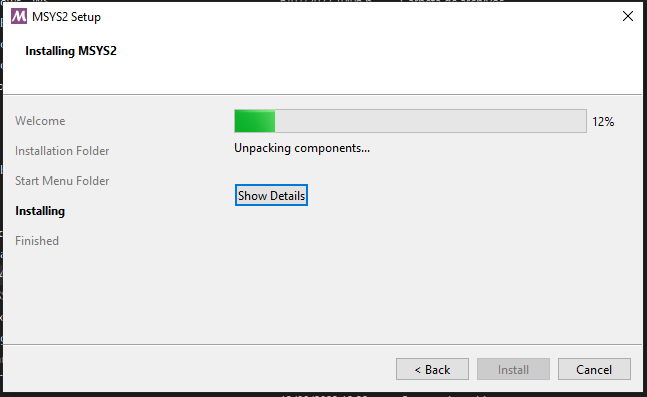 MSYS2 Setup
Installing MSYS2
Welcome
12%
Installation Folder
Unpacking components...
Start Menu Folder
Show Details
Installing
Finished
< Back
Install
Cancel